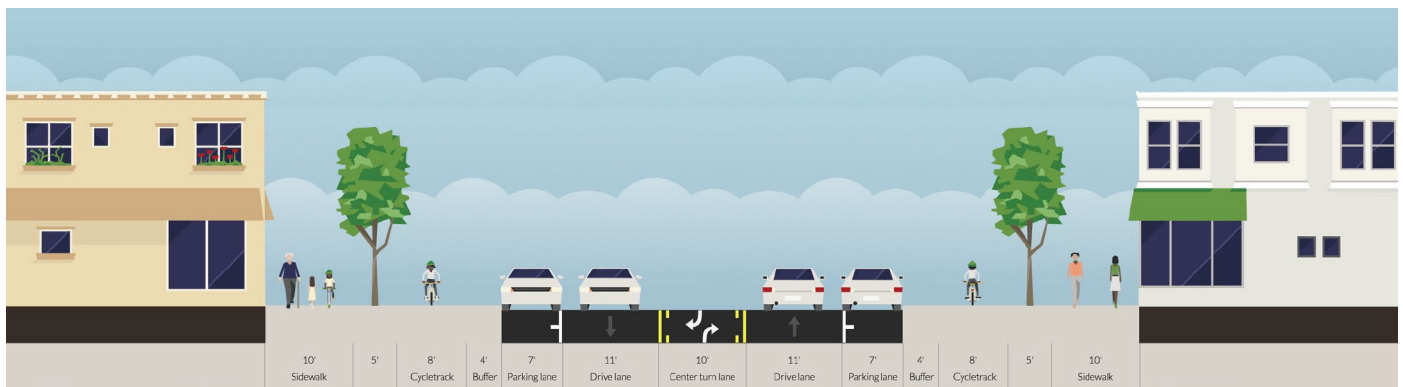 10' 5' 8' 4' 7' 11' 10' 11' 7' 4' 8' 5' 10'
Sidewalk Cycletrack Buffer Parking lane Drive lane Center turn lane Drive lane Parking lane Buffer Cycletrack Sidewalk